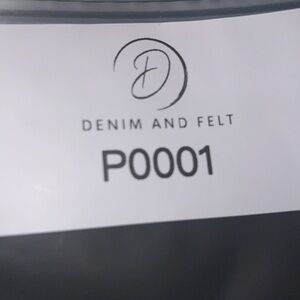 D
DENIM AND FELT
P0001